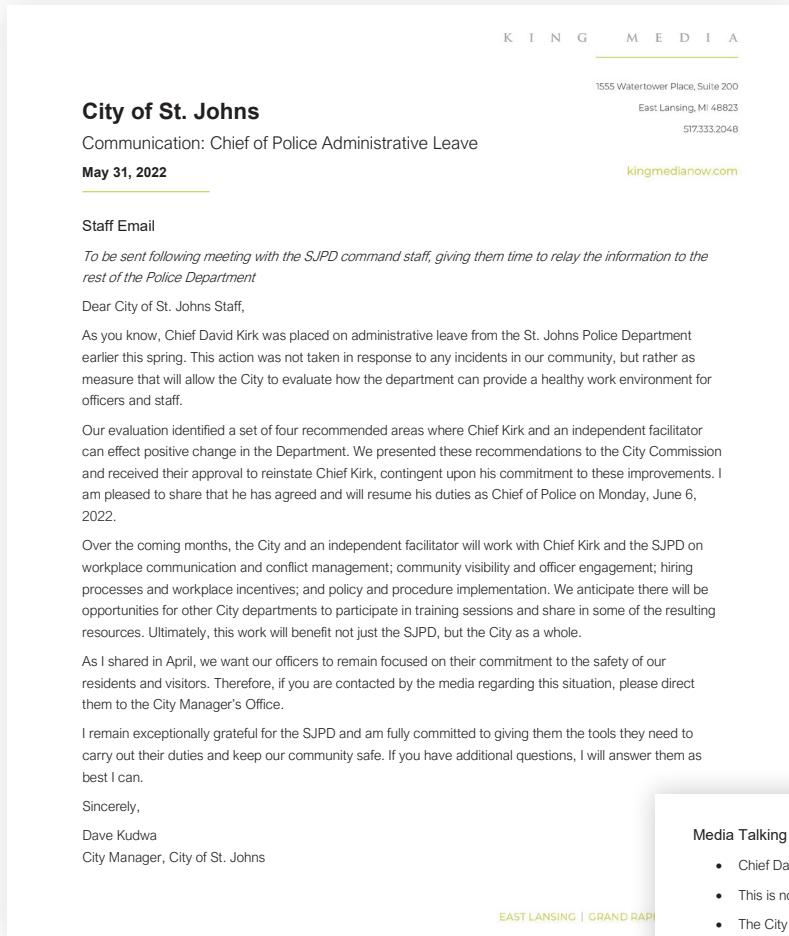 KING MEDIA
1555 Watertower Place, Suite 200
East Lansing, MI 48823
517.333.2048
kingmedianow.com
City of St. Johns
Communication: Chief of Police Administrative Leave
May 31, 2022
Staff Email
To be sent following meeting with the SJPD command staff, giving them time to relay the information to the
rest of the Police Department
Dear City of St. Johns Staff,
As you know, Chief David Kirk was placed on administrative leave from the St. Johns Police Department
earlier this spring. This action was not taken in response to any incidents in our community, but rather as
measure that will allow the City to evaluate how the department can provide a healthy work environment for
officers and staff.
Our evaluation identified a set of four recommended areas where Chief Kirk and an independent facilitator
can effect positive change in the Department. We presented these recommendations to the City Commission
and received their approval to reinstate Chief Kirk, contingent upon his commitment to these improvements. I
am pleased to share that he has agreed and will resume his duties as Chief of Police on Monday, June 6,
2022.
Over the coming months, the City and an independent facilitator will work with Chief Kirk and the SJPD on
workplace communication and conflict management; community visibility and officer engagement; hiring
processes and workplace incentives; and policy and procedure implementation. We anticipate there will be
opportunities for other City departments to participate in training sessions and share in some of the resulting
resources. Ultimately, this work will benefit not just the SJPD, but the City as a whole.
As I shared in April, we want our officers to remain focused on their commitment to the safety of our
residents and visitors. Therefore, if you are contacted by the media regarding this situation, please direct
them to the City Manager's Office.
I remain exceptionally grateful for the SJPD and am fully committed to giving them the tools they need to
carry out their duties and keep our community safe. If you have additional questions, I will answer them as
best I can.
Sincerely,
Dave Kudwa
City Manager, City of St. Johns
EAST LANSING | GRAND
Media Talking
• Chief
• This is
• The City